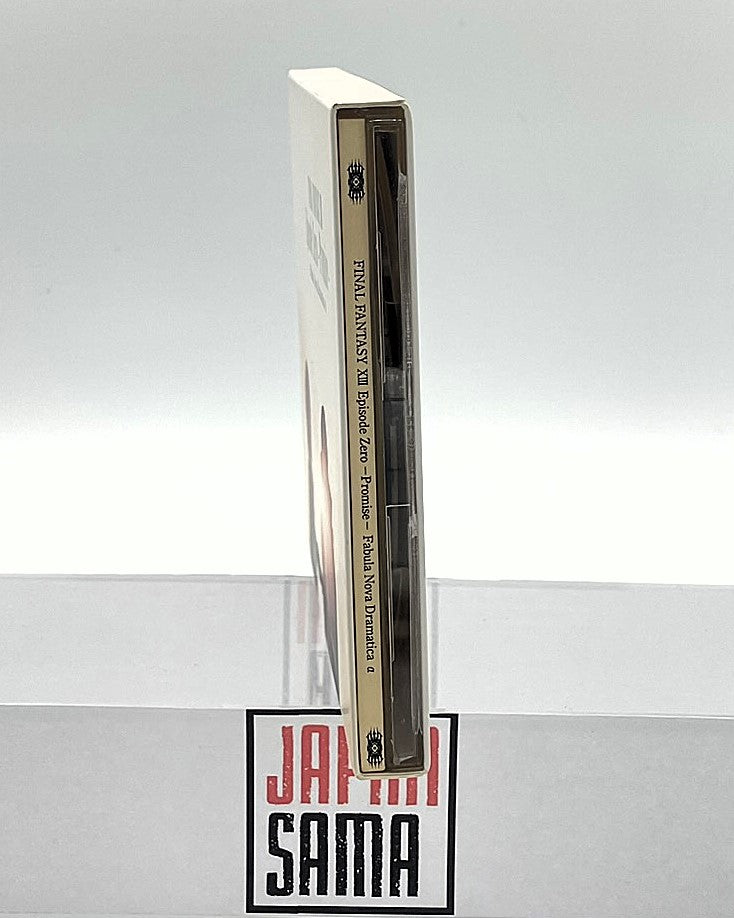 FINAL FANTASY XIII Episode Zero –Promise– Fabula Nova Dramatica α
JAPAN
SAMA